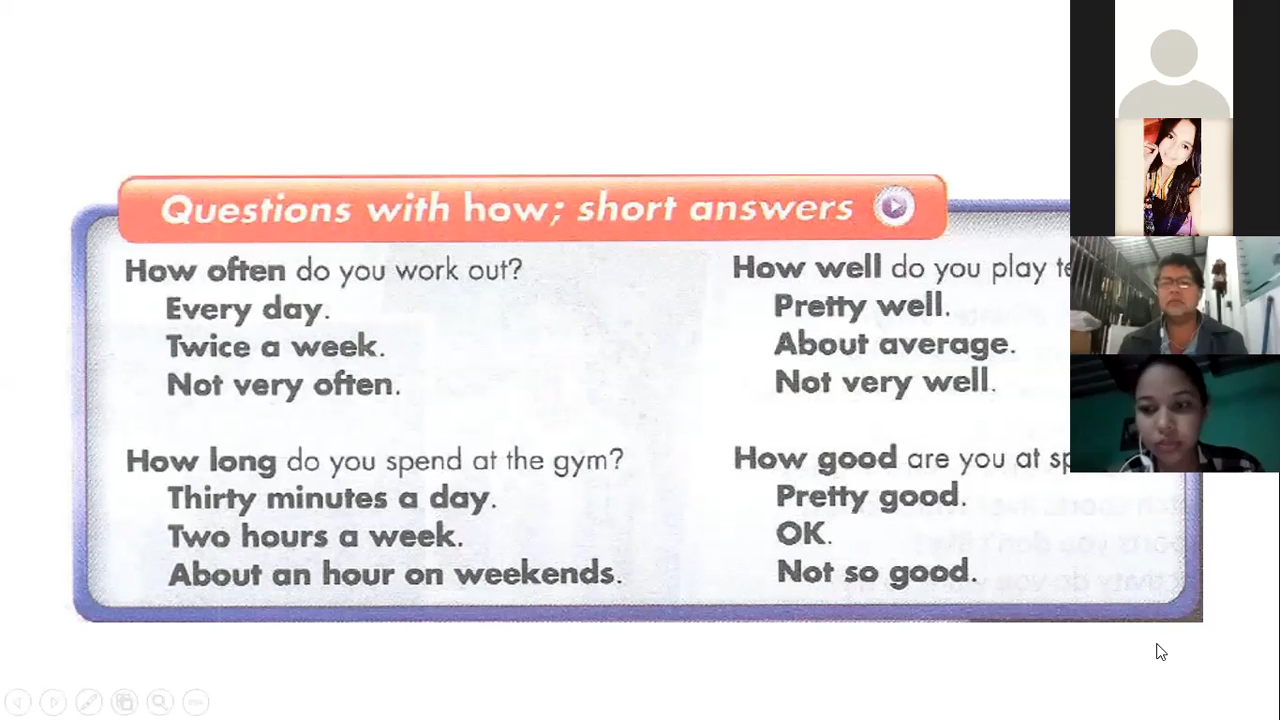 Questions with how; short answers
How often do you work out?
Every day.
Twice a week.
Not very often.
How long do you spend at the gym?
Thirty minutes a day.
Two hours a week.
About an hour on weekends.
How well do you play
Pretty well.
About average.
Not very well.
How good are you at
Pretty good.
OK.
Not so good.